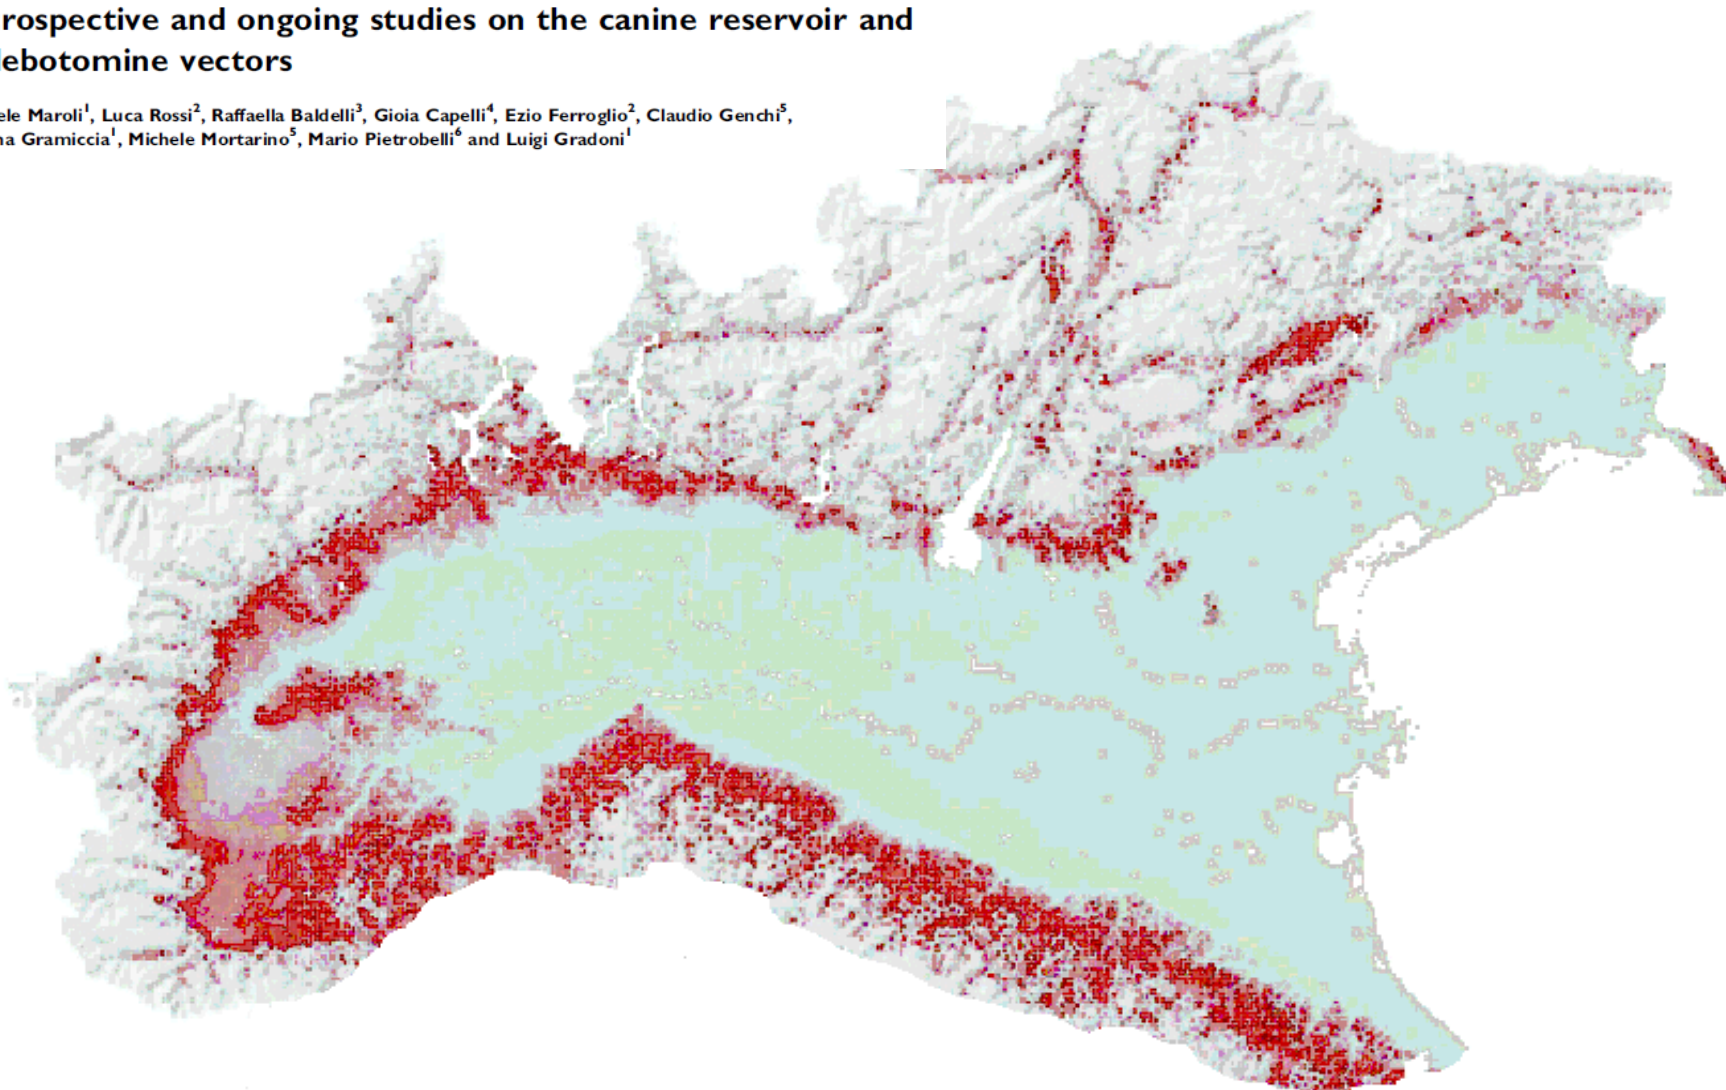 rospective and ongoing studies on the canine reservoir and
lebotomine vectors
ele Maroli¹, Luca Rossi², Raffaella Baldelli³, Gioia Capelli⁴, Ezio Ferroglio², Claudio Genchi⁵,
na Gramiccia¹, Michele Mortarino⁵, Mario Pietrobelli⁶ and Luigi Gradoni¹